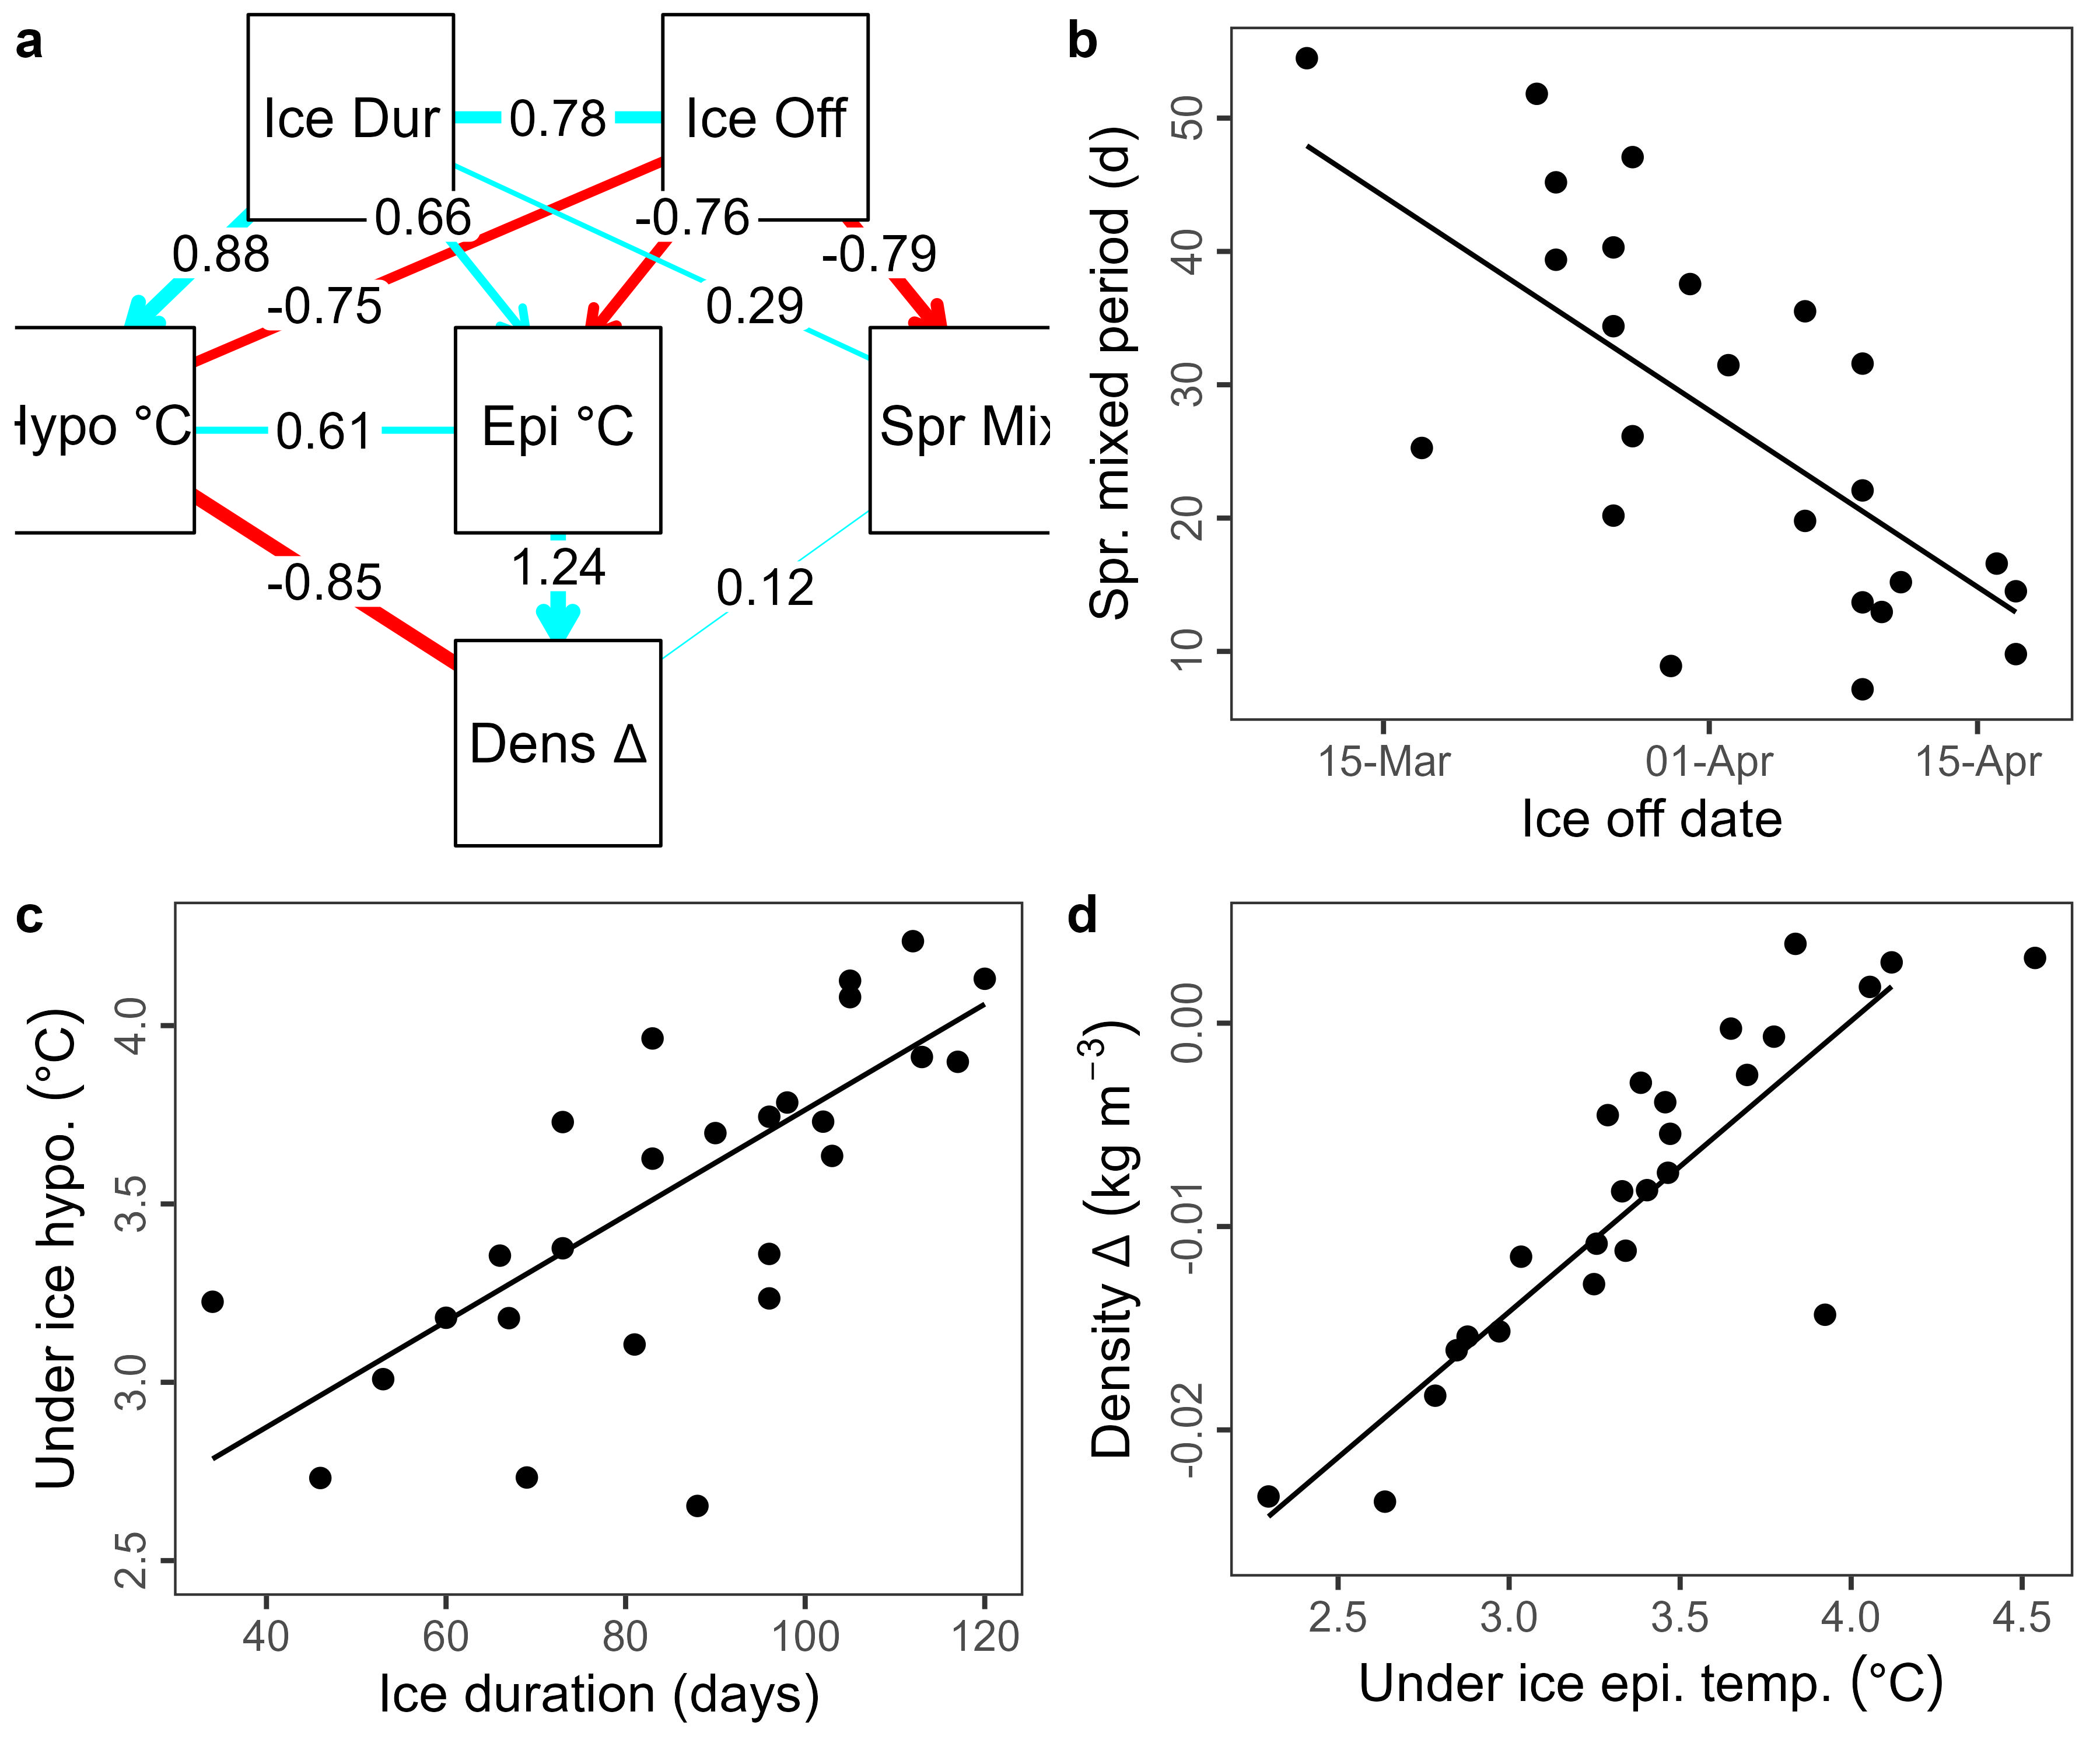 a
Ice Dur
0.78
Ice Off
0.66
-0.76
0.88
-0.79
-0.75
0.29
Hypo °C
0.61
Epi °C
Spr Mix
-0.85
1.24
0.12
Dens Δ
b
Spr. mixed period (d)
50
40
30
20
10
15-Mar
01-Apr
15-Apr
Ice off date
c
Under ice hypo. (°C)
4.0
3.5
3.0
2.5
40
60
80
100
120
Ice duration (days)
d
Density Δ (kg m⁻³)
0.00
-0.01
-0.02
2.5
3.0
3.5
4.0
4.5
Under ice epi. temp. (°C)